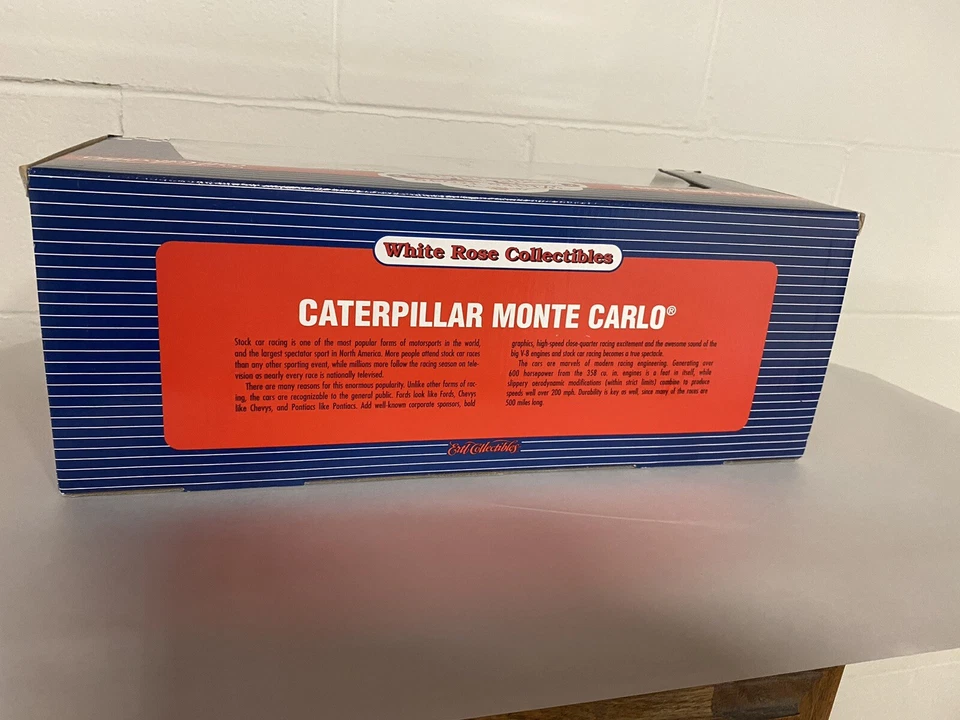 White Rose Collectibles
CATERPILLAR MONTE CARLO®
Stock car racing is one of the most popular forms of motorsports in the world,
and the largest spectator sport in North America. More people attend stock car races
than any other sporting event, while millions more follow the racing season on tele-
vision as nearly every race is nationally televised.
There are many reasons for this enormous popularity. Unlike other forms of rac-
ing, the cars are recognizable to the general public. Fords look like Fords, Chevys
like Chevys, and Pontiacs like Pontiacs. Add well-known corporate sponsors, bold
graphics, high-speed close-quarter racing excitement and the awesome sound of the
big V-8 engines and stock car racing becomes a true spectacle.
The cars are marvels of modern racing engineering. Generating over
600 horsepower from the 358 cu. in. engines is a feat in itself, while
slippery aerodynamic modifications (within strict limits) combine to produce
speeds well over 200 mph. Durability is key as well, since many of the races are
500 miles long.
Ertl Collectibles